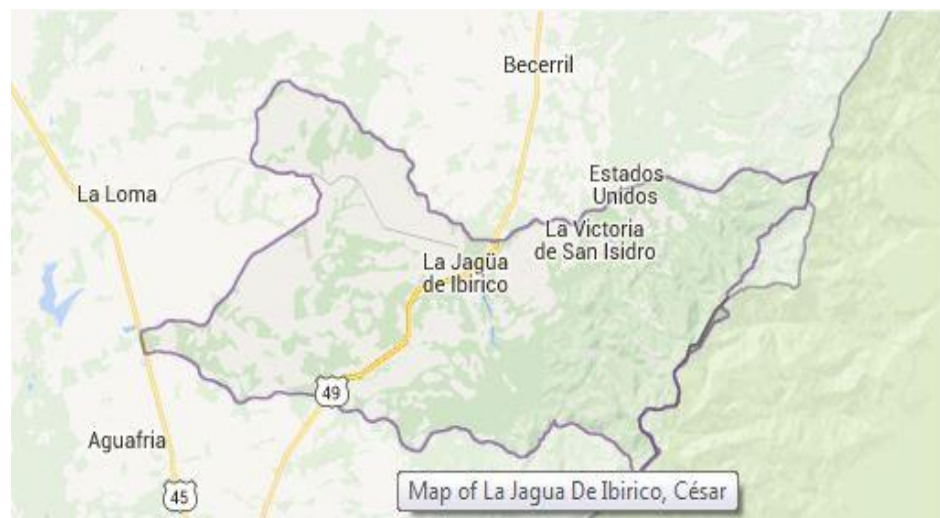 Becerril
La Loma
Estados
Unidos
La Victoria
de San Isidro
La Jagüa
de Ibirico
49
Aguafria
45
Map of La Jagua De Ibirico, César